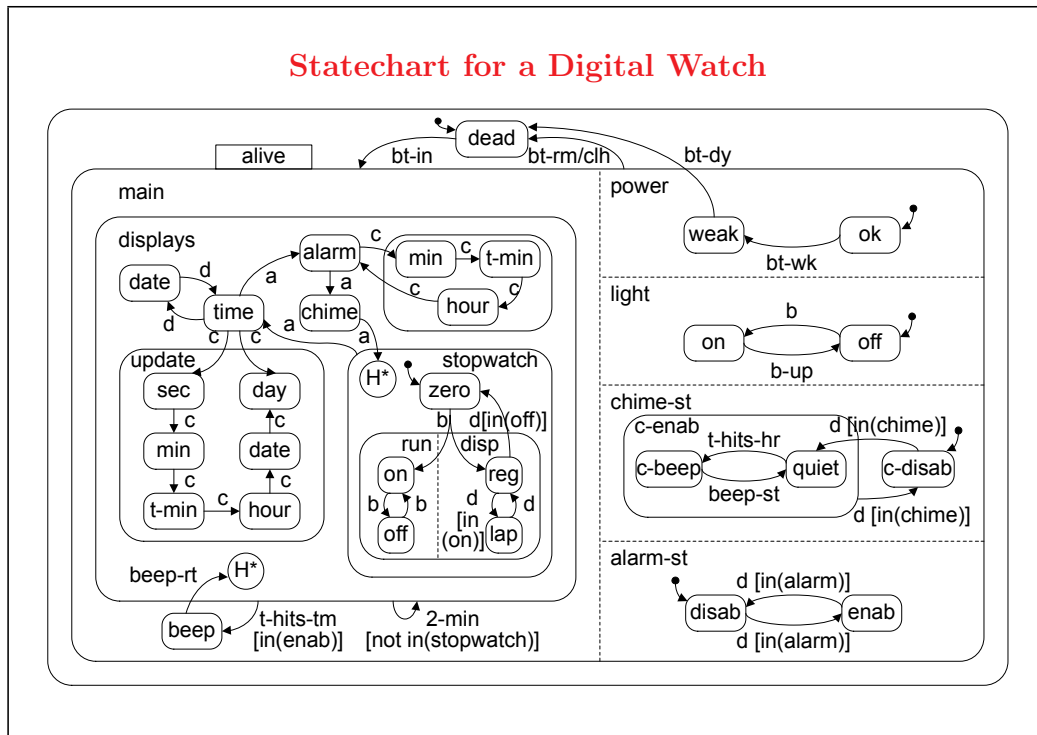 Statechart for a Digital Watch
dead
alive
bt-in
bt-rm/clh
bt-dy
main
power
displays
weak
ok
bt-wk
date
d
d
time
a
alarm
c
min
c
t-min
c
hour
c
a
chime
a
a
H*
light
on
b
off
b-up
c
c
update
sec
day
c
c
min
date
c
c
t-min
c
hour
stopwatch
zero
b
d[in(off)]
run
disp
on
reg
b
b
d
[in
(on)]
d
off
lap
chime-st
c-enab
t-hits-hr
d [in(chime)]
c-beep
quiet
c-disab
beep-st
d [in(chime)]
beep-rt
H*
beep
t-hits-tm
[in(enab)]
2-min
[not in(stopwatch)]
alarm-st
d [in(alarm)]
disab
enab
d [in(alarm)]